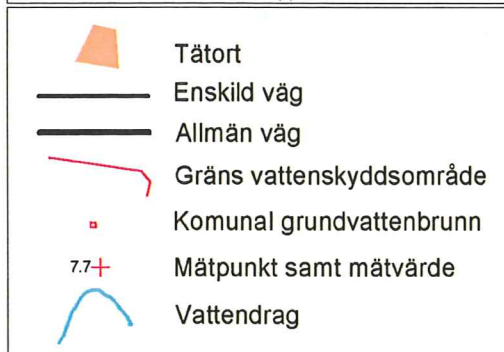 Tätort
Enskild väg
Allmän väg
Gräns vattenskyddsområde
Komunal grundvattenbrunn
7.7 Mätpunkt samt mätvärde
Vattendrag